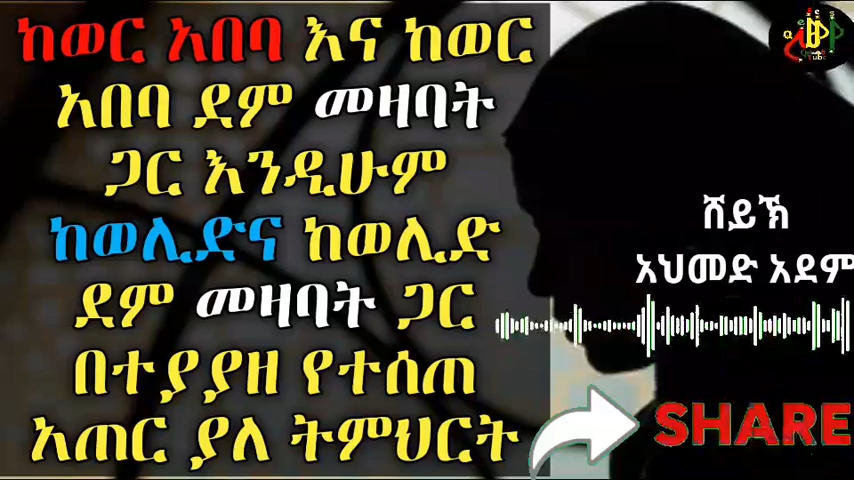 ከወር አበባ እና ከወር
አበባ ደም መዛባት
ጋር እንዲሁም
ከወሊድና ከወሊድ
ደም መዛባት ጋር
በተያያዘ የተሰጠ
አጠር ያለ ትምህርት
ሸይኽ
አህመድ አደም
SHARE